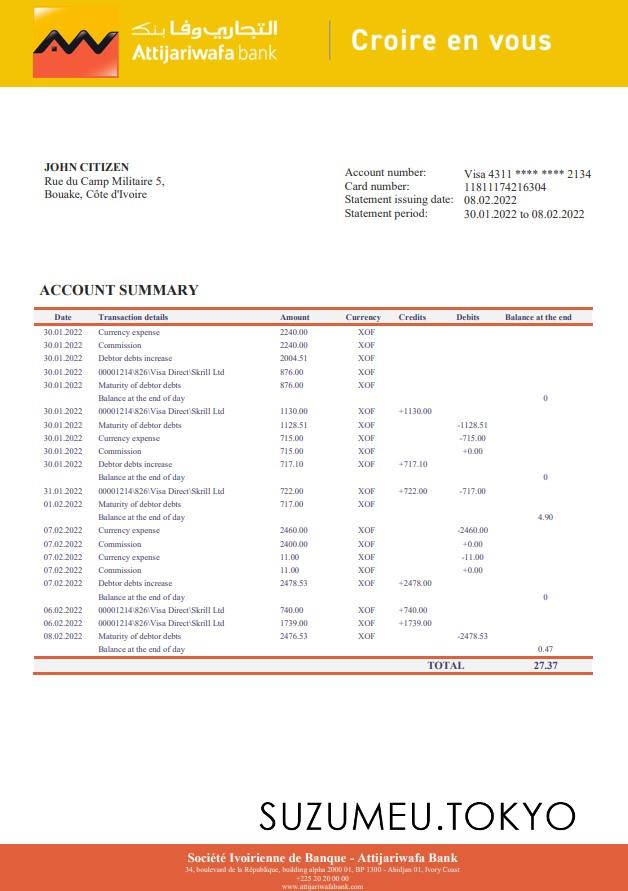 التجاري وفا بنك
Attijariwafa bank
Croire en vous
JOHN CITIZEN
Rue du Camp Militaire 5,
Bouake, Côte d'Ivoire
Account number: Visa 4311 **** **** 2134
Card number: 11811174216304
Statement issuing date: 08.02.2022
Statement period: 30.01.2022 to 08.02.2022
ACCOUNT SUMMARY
Date Transaction details Amount Currency Credits Debits Balance at the end
30.01.2022 Currency expense 2240.00 XOF
30.01.2022 Commission 2240.00 XOF
30.01.2022 Debtor debts increase 2004.51 XOF
30.01.2022 00001214\826\Visa Direct\Skrill Ltd 876.00 XOF
30.01.2022 Maturity of debtor debts 876.00 XOF
Balance at the end of day 0
30.01.2022 00001214\826\Visa Direct\Skrill Ltd 1130.00 XOF +1130.00
30.01.2022 Maturity of debtor debts 1128.51 XOF -1128.51
30.01.2022 Currency expense 715.00 XOF -715.00
30.01.2022 Commission 715.00 XOF +0.00
30.01.2022 Debtor debts increase 717.10 XOF +717.10
Balance at the end of day 0
31.01.2022 00001214\826\Visa Direct\Skrill Ltd 722.00 XOF +722.00 -717.00
01.02.2022 Maturity of debtor debts 717.00 XOF
Balance at the end of day 4.90
07.02.2022 Currency expense 2460.00 XOF -2460.00
07.02.2022 Commission 2400.00 XOF +0.00
07.02.2022 Currency expense 11.00 XOF -11.00
07.02.2022 Commission 11.00 XOF +0.00
07.02.2022 Debtor debts increase 2478.53 XOF +2478.00
Balance at the end of day 0
06.02.2022 00001214\826\Visa Direct\Skrill Ltd 740.00 XOF +740.00
06.02.2022 00001214\826\Visa Direct\Skrill Ltd 1739.00 XOF +1739.00
08.02.2022 Maturity of debtor debts 2476.53 XOF -2478.53
Balance at the end of day 0.47
TOTAL 27.37
SUZUMEU.TOKYO
Société Ivoirienne de Banque - Attijariwafa Bank
34, boulevard de la République, building alpha 2000 01, BP 1300 - Abidjan 01, Ivory Coast
+225 20 20 00 00
www.attijariwafabank.com